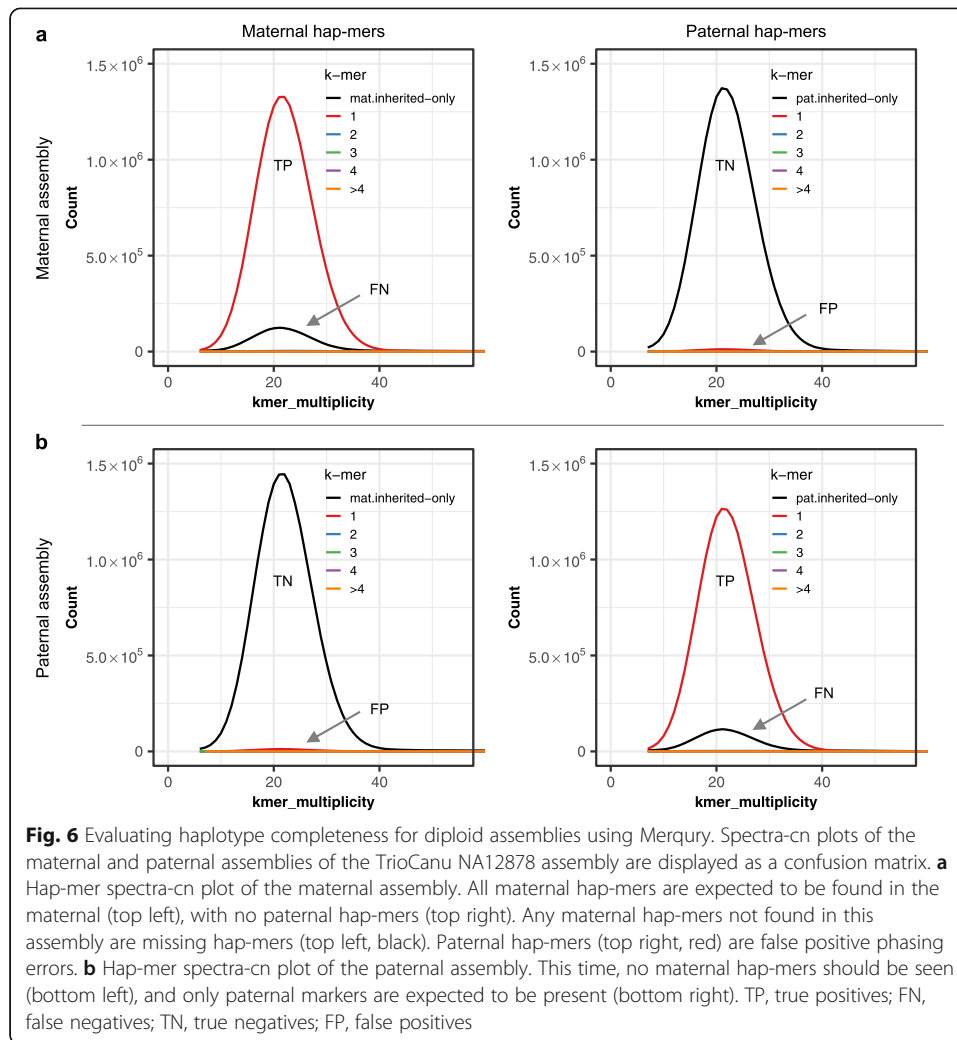 a
Maternal hap-mers
Paternal hap-mers
Maternal assembly
Count
1.5×10⁶
1.0×10⁶
5.0×10⁵
0
k−mer
mat.inherited−only
1
2
3
4
>4
TP
FN
0
20
40
kmer_multiplicity
Count
1.5×10⁶
1.0×10⁶
5.0×10⁵
0
k−mer
pat.inherited−only
1
2
3
4
>4
TN
FP
0
20
40
kmer_multiplicity
b
Paternal assembly
Count
1.5×10⁶
1.0×10⁶
5.0×10⁵
0
k−mer
mat.inherited−only
1
2
3
4
>4
TN
FP
0
20
40
kmer_multiplicity
Count
1.5×10⁶
1.0×10⁶
5.0×10⁵
0
k−mer
pat.inherited−only
1
2
3
4
>4
TP
FN
0
20
40
kmer_multiplicity
Fig. 6 Evaluating haplotype completeness for diploid assemblies using Merqury. Spectra-cn plots of the
maternal and paternal assemblies of the TrioCanu NA12878 assembly are displayed as a confusion matrix. a
Hap-mer spectra-cn plot of the maternal assembly. All maternal hap-mers are expected to be found in the
maternal (top left), with no paternal hap-mers (top right). Any maternal hap-mers not found in this
assembly are missing hap-mers (top left, black). Paternal hap-mers (top right, red) are false positive phasing
errors. b Hap-mer spectra-cn plot of the paternal assembly. This time, no maternal hap-mers should be seen
(bottom left), and only paternal markers are expected to be present (bottom right). TP, true positives; FN,
false negatives; TN, true negatives; FP, false positives